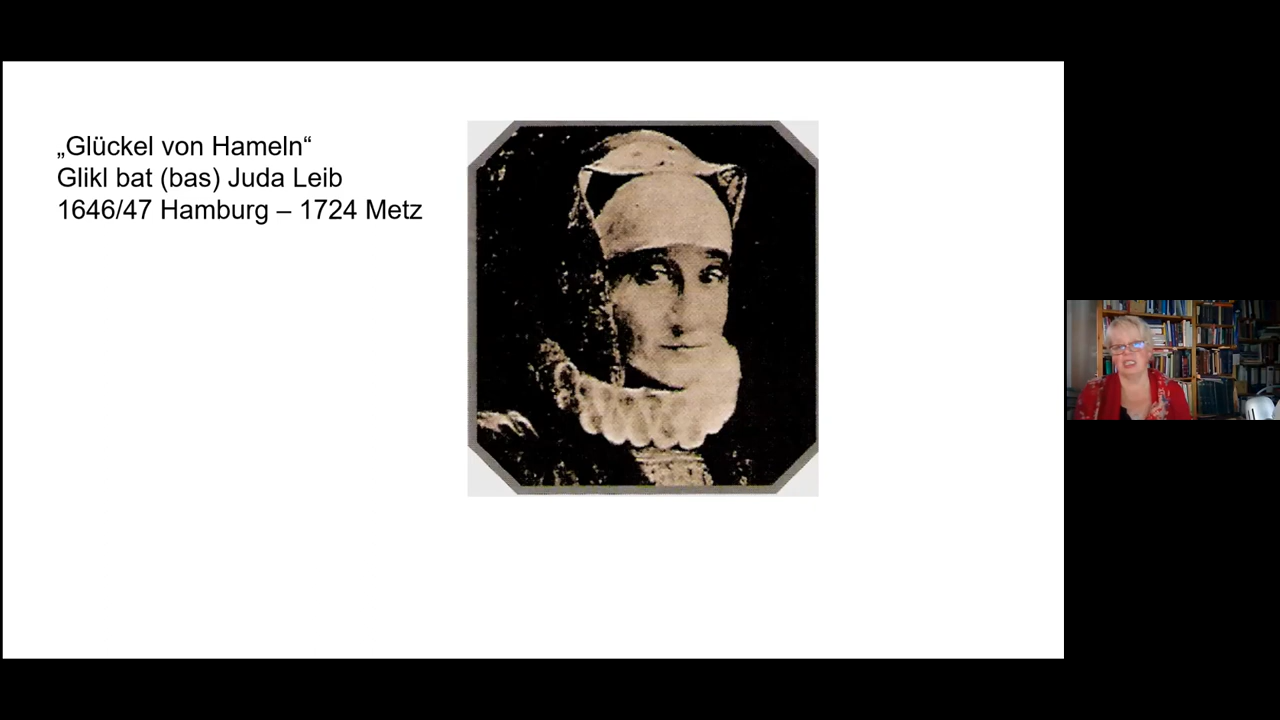 „Glückel von Hameln“
Glikl bat (bas) Juda Leib
1646/47 Hamburg – 1724 Metz